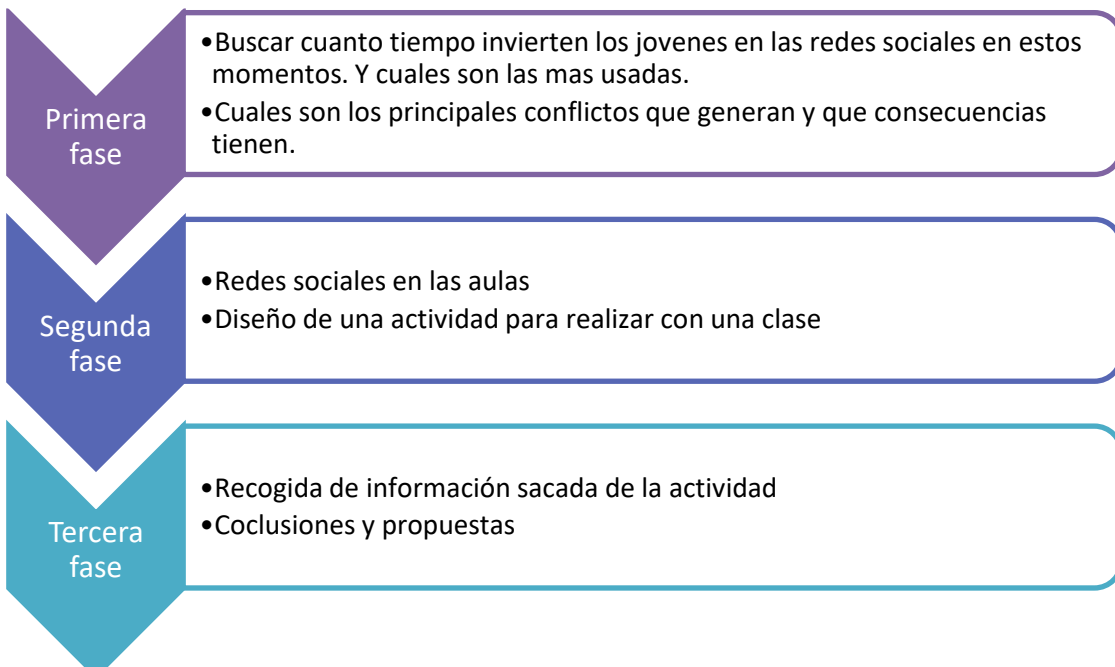 Primera
fase
•Buscar cuanto tiempo invierten los jovenes en las redes sociales en estos
momentos. Y cuales son las mas usadas.
•Cuales son los principales conflictos que generan y que consecuencias
tienen.
Segunda
fase
•Redes sociales en las aulas
•Diseño de una actividad para realizar con una clase
Tercera
fase
•Recogida de información sacada de la actividad
•Coclusiones y propuestas